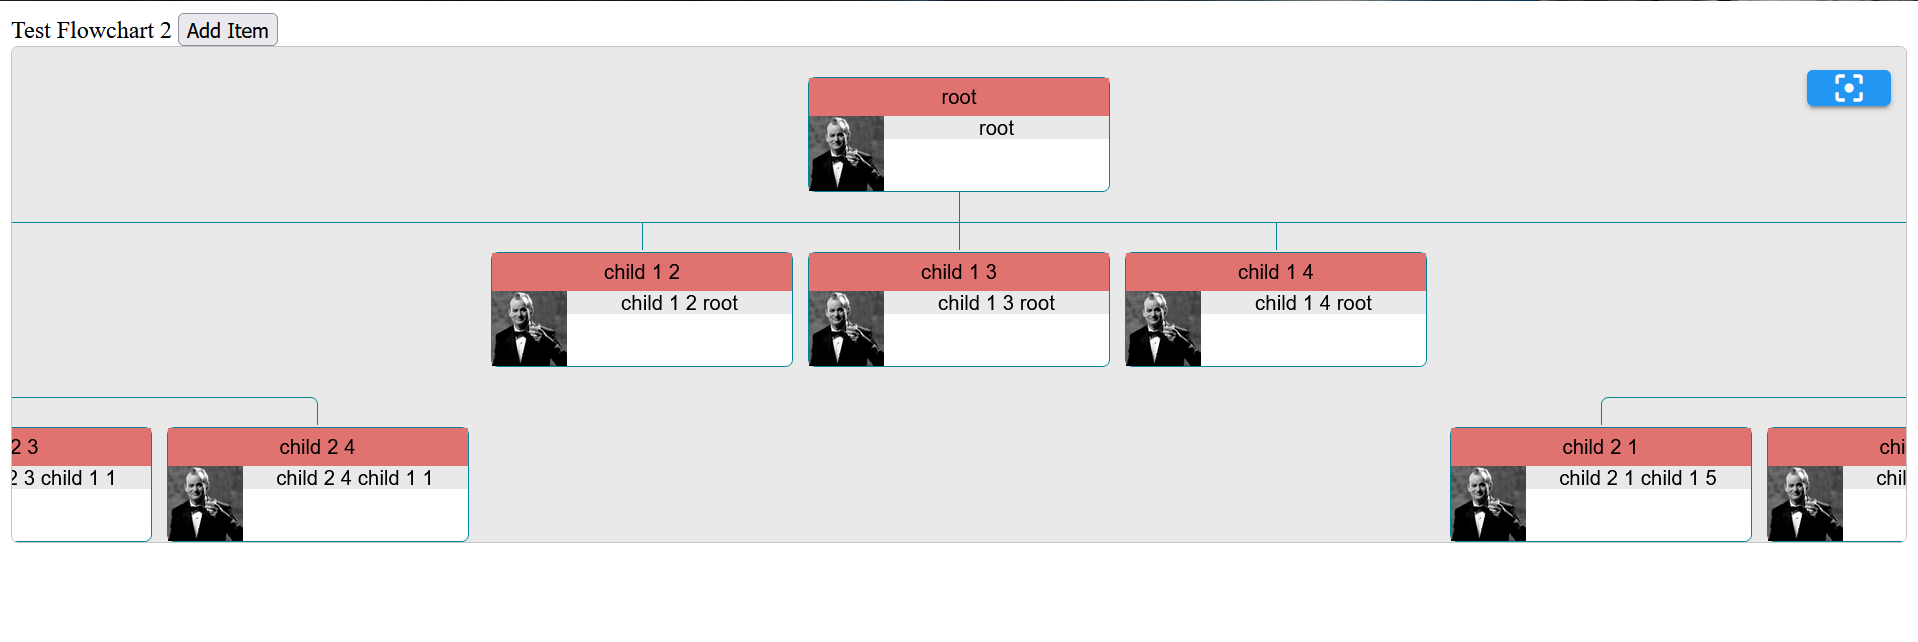 Test Flowchart 2 Add Item
root
root
child 1 2
child 1 3
child 1 4
child 1 2 root
child 1 3 root
child 1 4 root
2 3
child 2 4
child 2 1
chi
2 3 child 1 1
child 2 4 child 1 1
child 2 1 child 1 5
chil